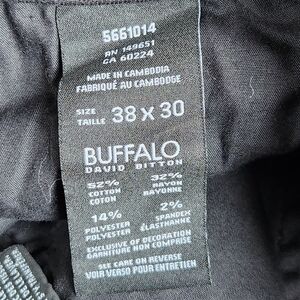 5661014
RN 149651
CA 60224
MADE IN CAMBODIA
FABRIQUÉ AU CAMBODGE
SIZE
TAILLE 38 X 30
BUFFALO
DAVID BITTON
52% 32%
COTTON RAYON
COTON RAYONNE
14% 2%
POLYESTER SPANDEX
POLYESTER ÉLASTHANNE
EXCLUSIVE OF DECORATION
GARNITURE NON COMPRISE
SEE CARE ON REVERSE
VOIR VERSO POUR ENTRETIEN